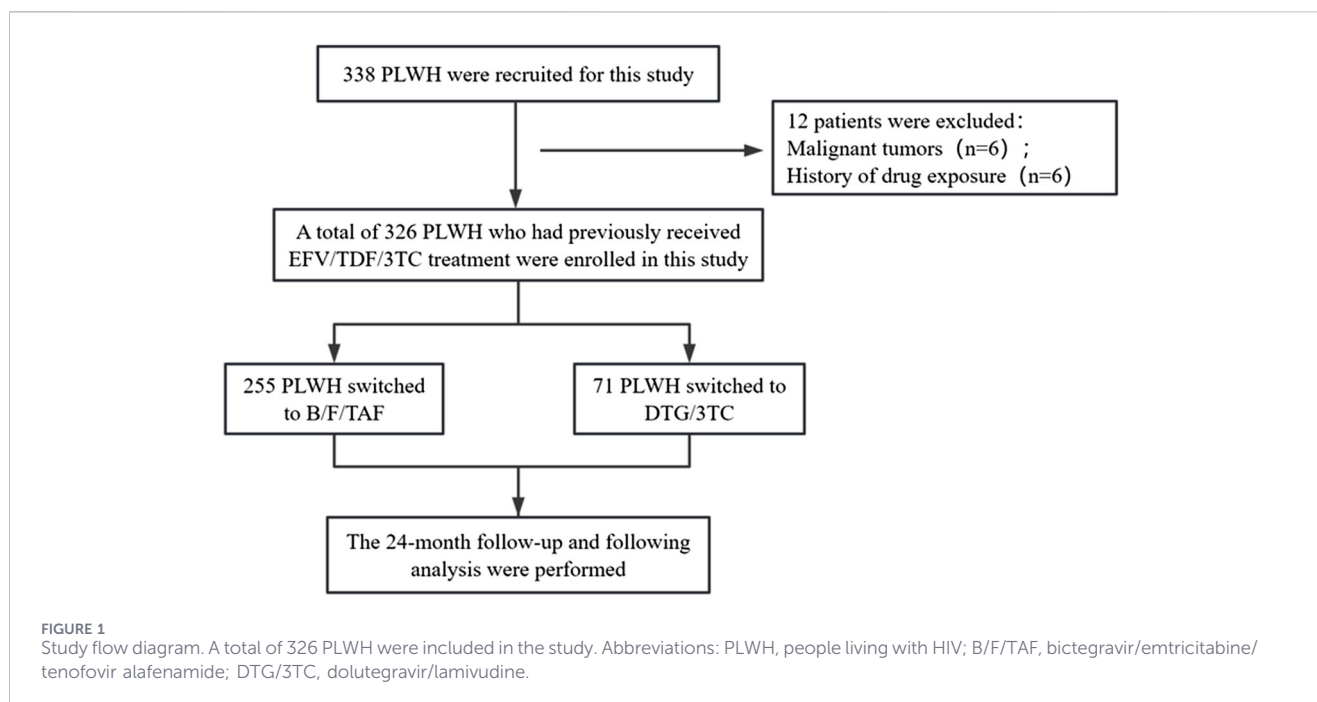 338 PLWH were recruited for this study
12 patients were excluded：
Malignant tumors（n=6）；
History of drug exposure（n=6）
A total of 326 PLWH who had previously received
EFV/TDF/3TC treatment were enrolled in this study
255 PLWH switched
to B/F/TAF
71 PLWH switched to
DTG/3TC
The 24-month follow-up and following
analysis were performed
FIGURE 1
Study flow diagram. A total of 326 PLWH were included in the study. Abbreviations: PLWH, people living with HIV; B/F/TAF, bictegravir/emtricitabine/
tenofovir alafenamide; DTG/3TC, dolutegravir/lamivudine.